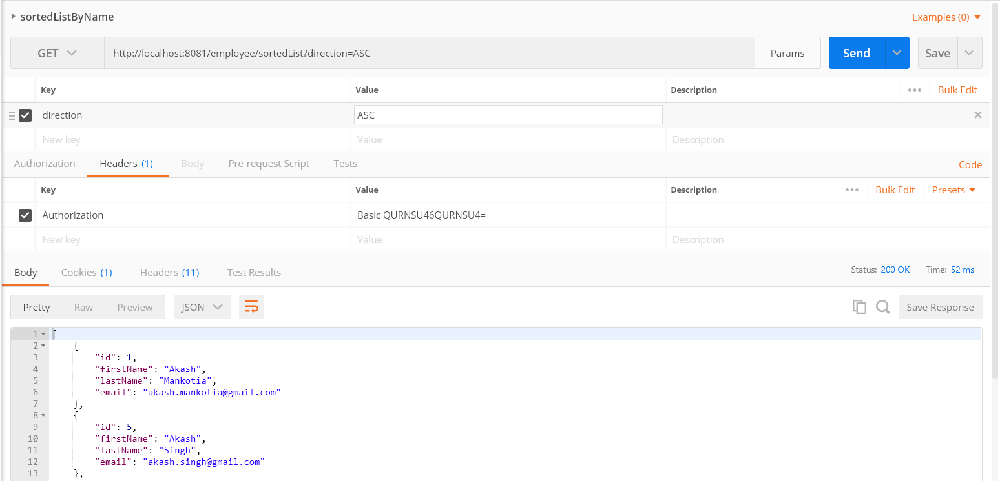 sortedListByName
Examples (0)
GET http://localhost:8081/employee/sortedList?direction=ASC Params Send Save
Key Value Description ••• Bulk Edit
direction ASC
New key Value Description
Authorization Headers (1) Body Pre-request Script Tests Code
Key Value Description ••• Bulk Edit Presets
Authorization Basic QURNSU46QURNSU4=
New key Value Description
Body Cookies (1) Headers (11) Test Results Status: 200 OK Time: 52 ms
Pretty Raw Preview JSON Save Response
1 [
2 {
3 "id": 1,
4 "firstName": "Akash",
5 "lastName": "Mankotia",
6 "email": "akash.mankotia@gmail.com"
7 },
8 {
9 "id": 5,
10 "firstName": "Akash",
11 "lastName": "Singh",
12 "email": "akash.singh@gmail.com"
13 },